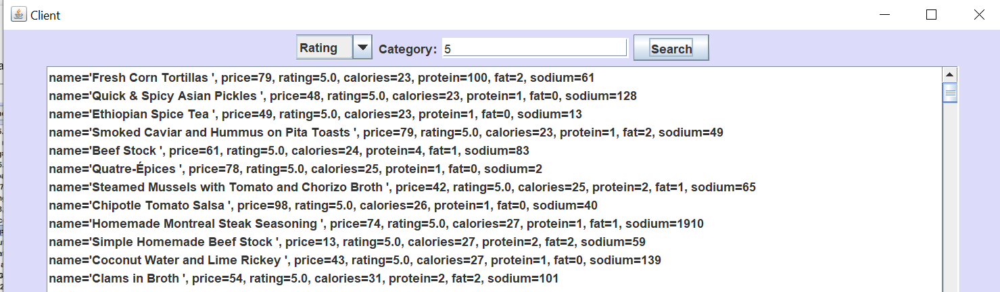 Client
Rating Category: 5 Search
name='Fresh Corn Tortillas ', price=79, rating=5.0, calories=23, protein=100, fat=2, sodium=61
name='Quick & Spicy Asian Pickles ', price=48, rating=5.0, calories=23, protein=1, fat=0, sodium=128
name='Ethiopian Spice Tea ', price=49, rating=5.0, calories=23, protein=1, fat=0, sodium=13
name='Smoked Caviar and Hummus on Pita Toasts ', price=79, rating=5.0, calories=23, protein=1, fat=2, sodium=49
name='Beef Stock ', price=61, rating=5.0, calories=24, protein=4, fat=1, sodium=83
name='Quatre-Épices ', price=78, rating=5.0, calories=25, protein=1, fat=0, sodium=2
name='Steamed Mussels with Tomato and Chorizo Broth ', price=42, rating=5.0, calories=25, protein=2, fat=1, sodium=65
name='Chipotle Tomato Salsa ', price=98, rating=5.0, calories=26, protein=1, fat=0, sodium=40
name='Homemade Montreal Steak Seasoning ', price=74, rating=5.0, calories=27, protein=1, fat=1, sodium=1910
name='Simple Homemade Beef Stock ', price=13, rating=5.0, calories=27, protein=2, fat=2, sodium=59
name='Coconut Water and Lime Rickey ', price=43, rating=5.0, calories=27, protein=1, fat=0, sodium=139
name='Clams in Broth ', price=54, rating=5.0, calories=31, protein=2, fat=2, sodium=101